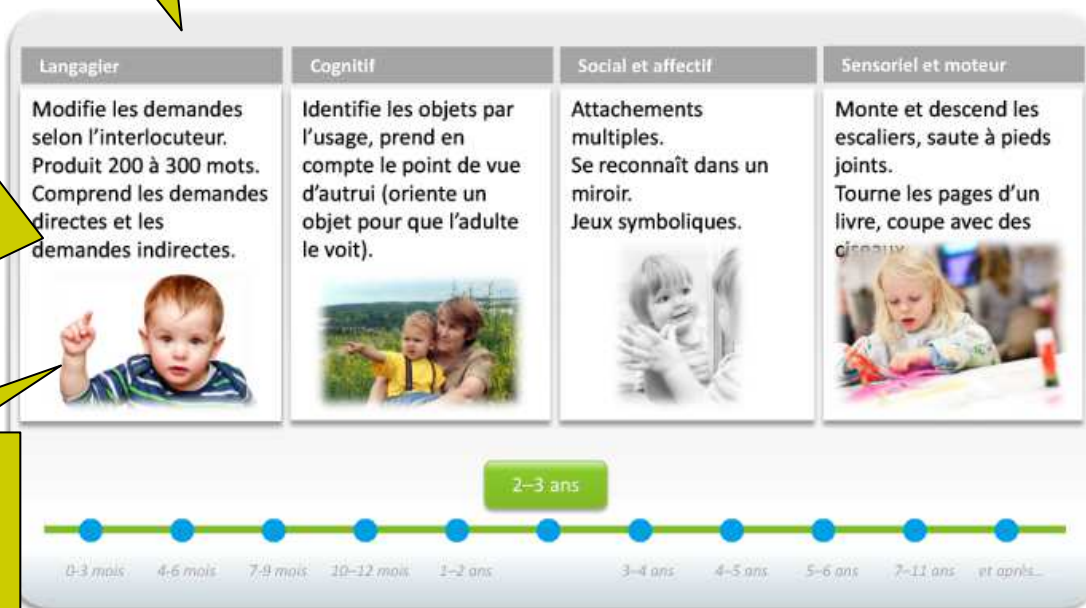 Langagier
Modifie les demandes
selon l'interlocuteur.
Produit 200 à 300 mots.
Comprend les demandes
directes et les
demandes indirectes.
Cognitif
Identifie les objets par
l'usage, prend en
compte le point de vue
d'autrui (oriente un
objet pour que l'adulte
le voit).
Social et affectif
Attachements
multiples.
Se reconnaît dans un
miroir.
Jeux symboliques.
Sensoriel et moteur
Monte et descend les
escaliers, saute à pieds
joints.
Tourne les pages d'un
livre, coupe avec des
ciseaux
2–3 ans
0-3 mois
4-6 mois
7-9 mois
10–12 mois
1–2 ans
3–4 ans
4–5 ans
5–6 ans
7–11 ans
et après...